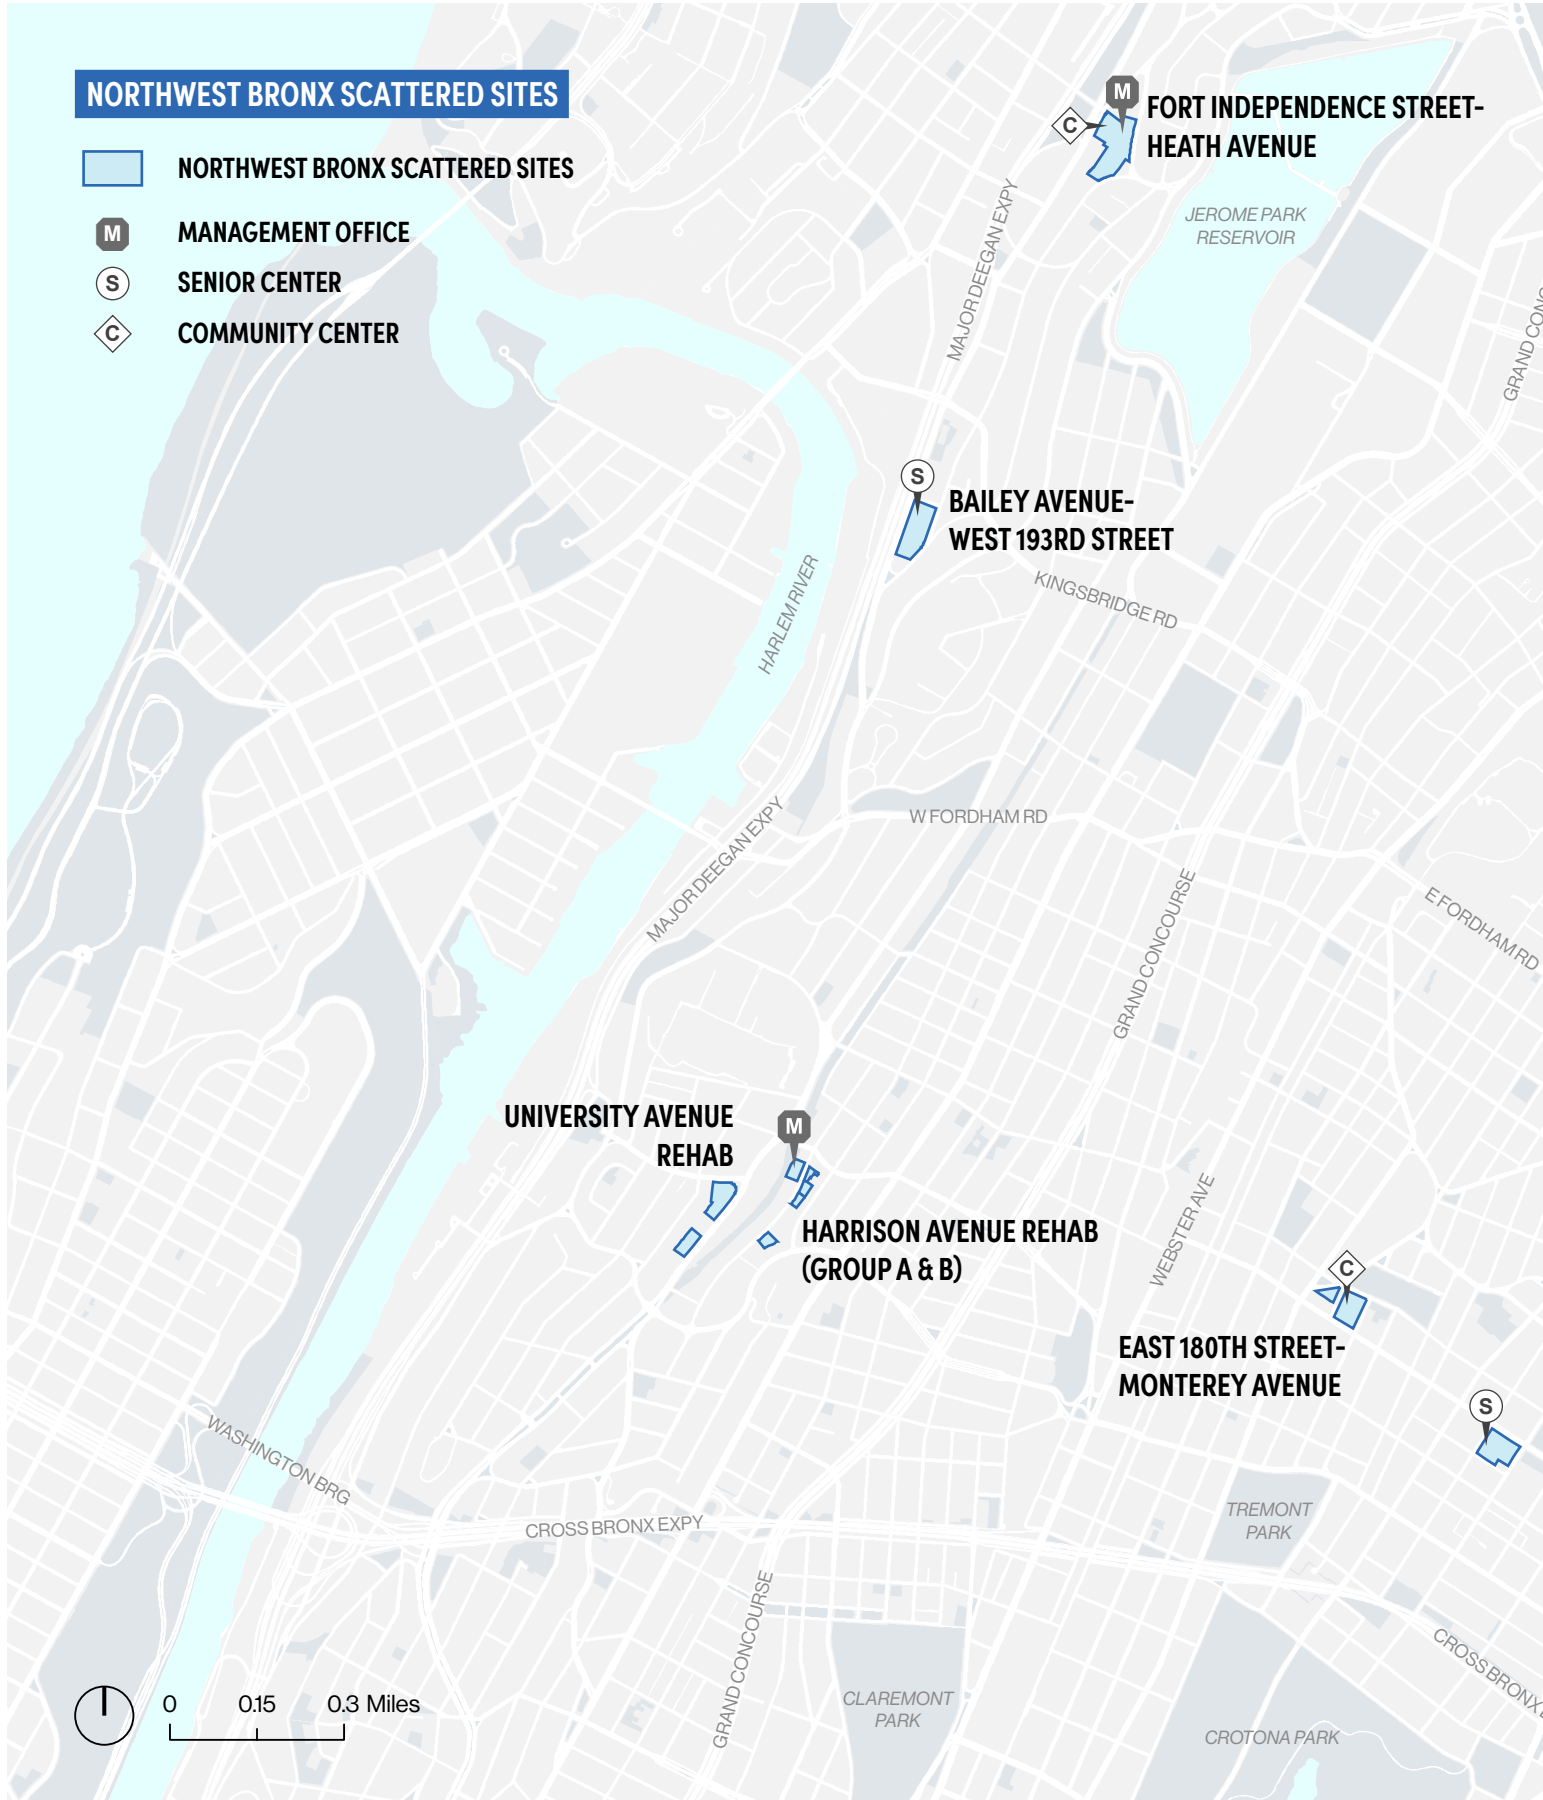 NORTHWEST BRONX SCATTERED SITES
NORTHWEST BRONX SCATTERED SITES
M
MANAGEMENT OFFICE
S
SENIOR CENTER
C
COMMUNITY CENTER
M
C
FORT INDEPENDENCE STREET-
HEATH AVENUE
JEROME PARK
RESERVOIR
MAJOR DEEGAN EXPY
GRAND CONC
S
BAILEY AVENUE-
WEST 193RD STREET
HARLEM RIVER
KINGSBRIDGE RD
MAJOR DEEGAN EXPY
W FORDHAM RD
GRAND CONCOURSE
E FORDHAM RD
UNIVERSITY AVENUE
REHAB
M
HARRISON AVENUE REHAB
(GROUP A & B)
WEBSTER AVE
C
EAST 180TH STREET-
MONTEREY AVENUE
S
WASHINGTON BRG
CROSS BRONX EXPY
TREMONT
PARK
GRAND CONCOURSE
CROSS BRONX E
CLAREMONT
PARK
CROTONA PARK
0 0.15 0.3 Miles